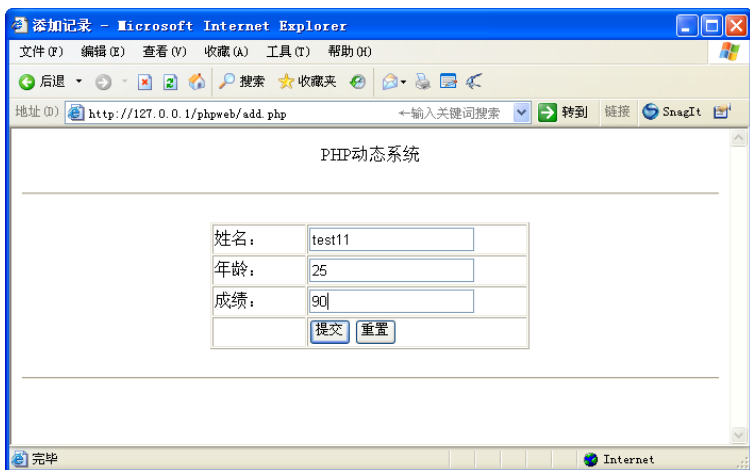 添加记录 - Microsoft Internet Explorer
文件(F) 编辑(E) 查看(V) 收藏(A) 工具(T) 帮助(H)
后退 搜索 收藏夹
地址(D) http://127.0.0.1/phpweb/add.php ←输入关键词搜索 转到 链接 SnagIt
PHP动态系统
姓名： test11
年龄： 25
成绩： 90
提交 重置
完毕 Internet